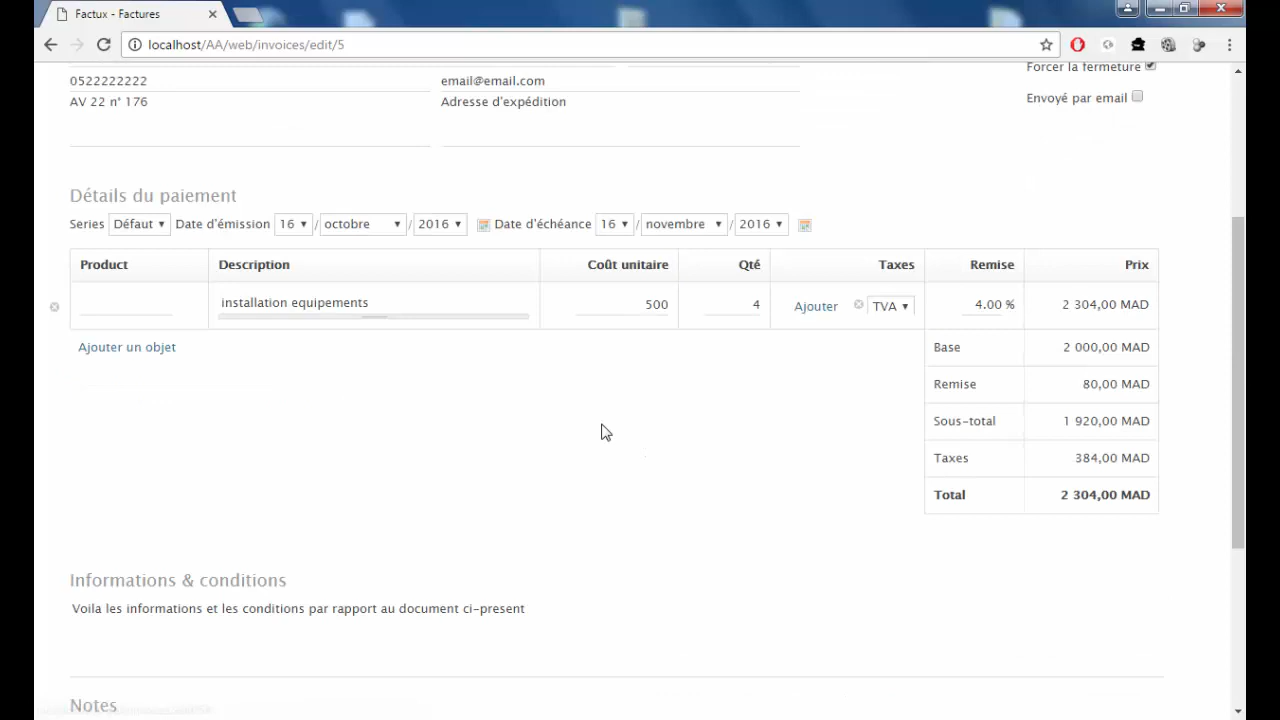 Factux - Factures
localhost/AA/web/invoices/edit/5
Forcer la fermeture
0522222222 email@email.com
AV 22 n° 176 Adresse d'expédition
Envoyé par email
Détails du paiement
Series Défaut Date d'émission 16 / octobre / 2016 Date d'échéance 16 / novembre / 2016
Product Description Coût unitaire Qté Taxes Remise Prix
installation equipements 500 4 Ajouter TVA 4.00 % 2 304,00 MAD
Ajouter un objet Base 2 000,00 MAD
Remise 80,00 MAD
Sous-total 1 920,00 MAD
Taxes 384,00 MAD
Total 2 304,00 MAD
Informations & conditions
Voila les informations et les conditions par rapport au document ci-present
Notes